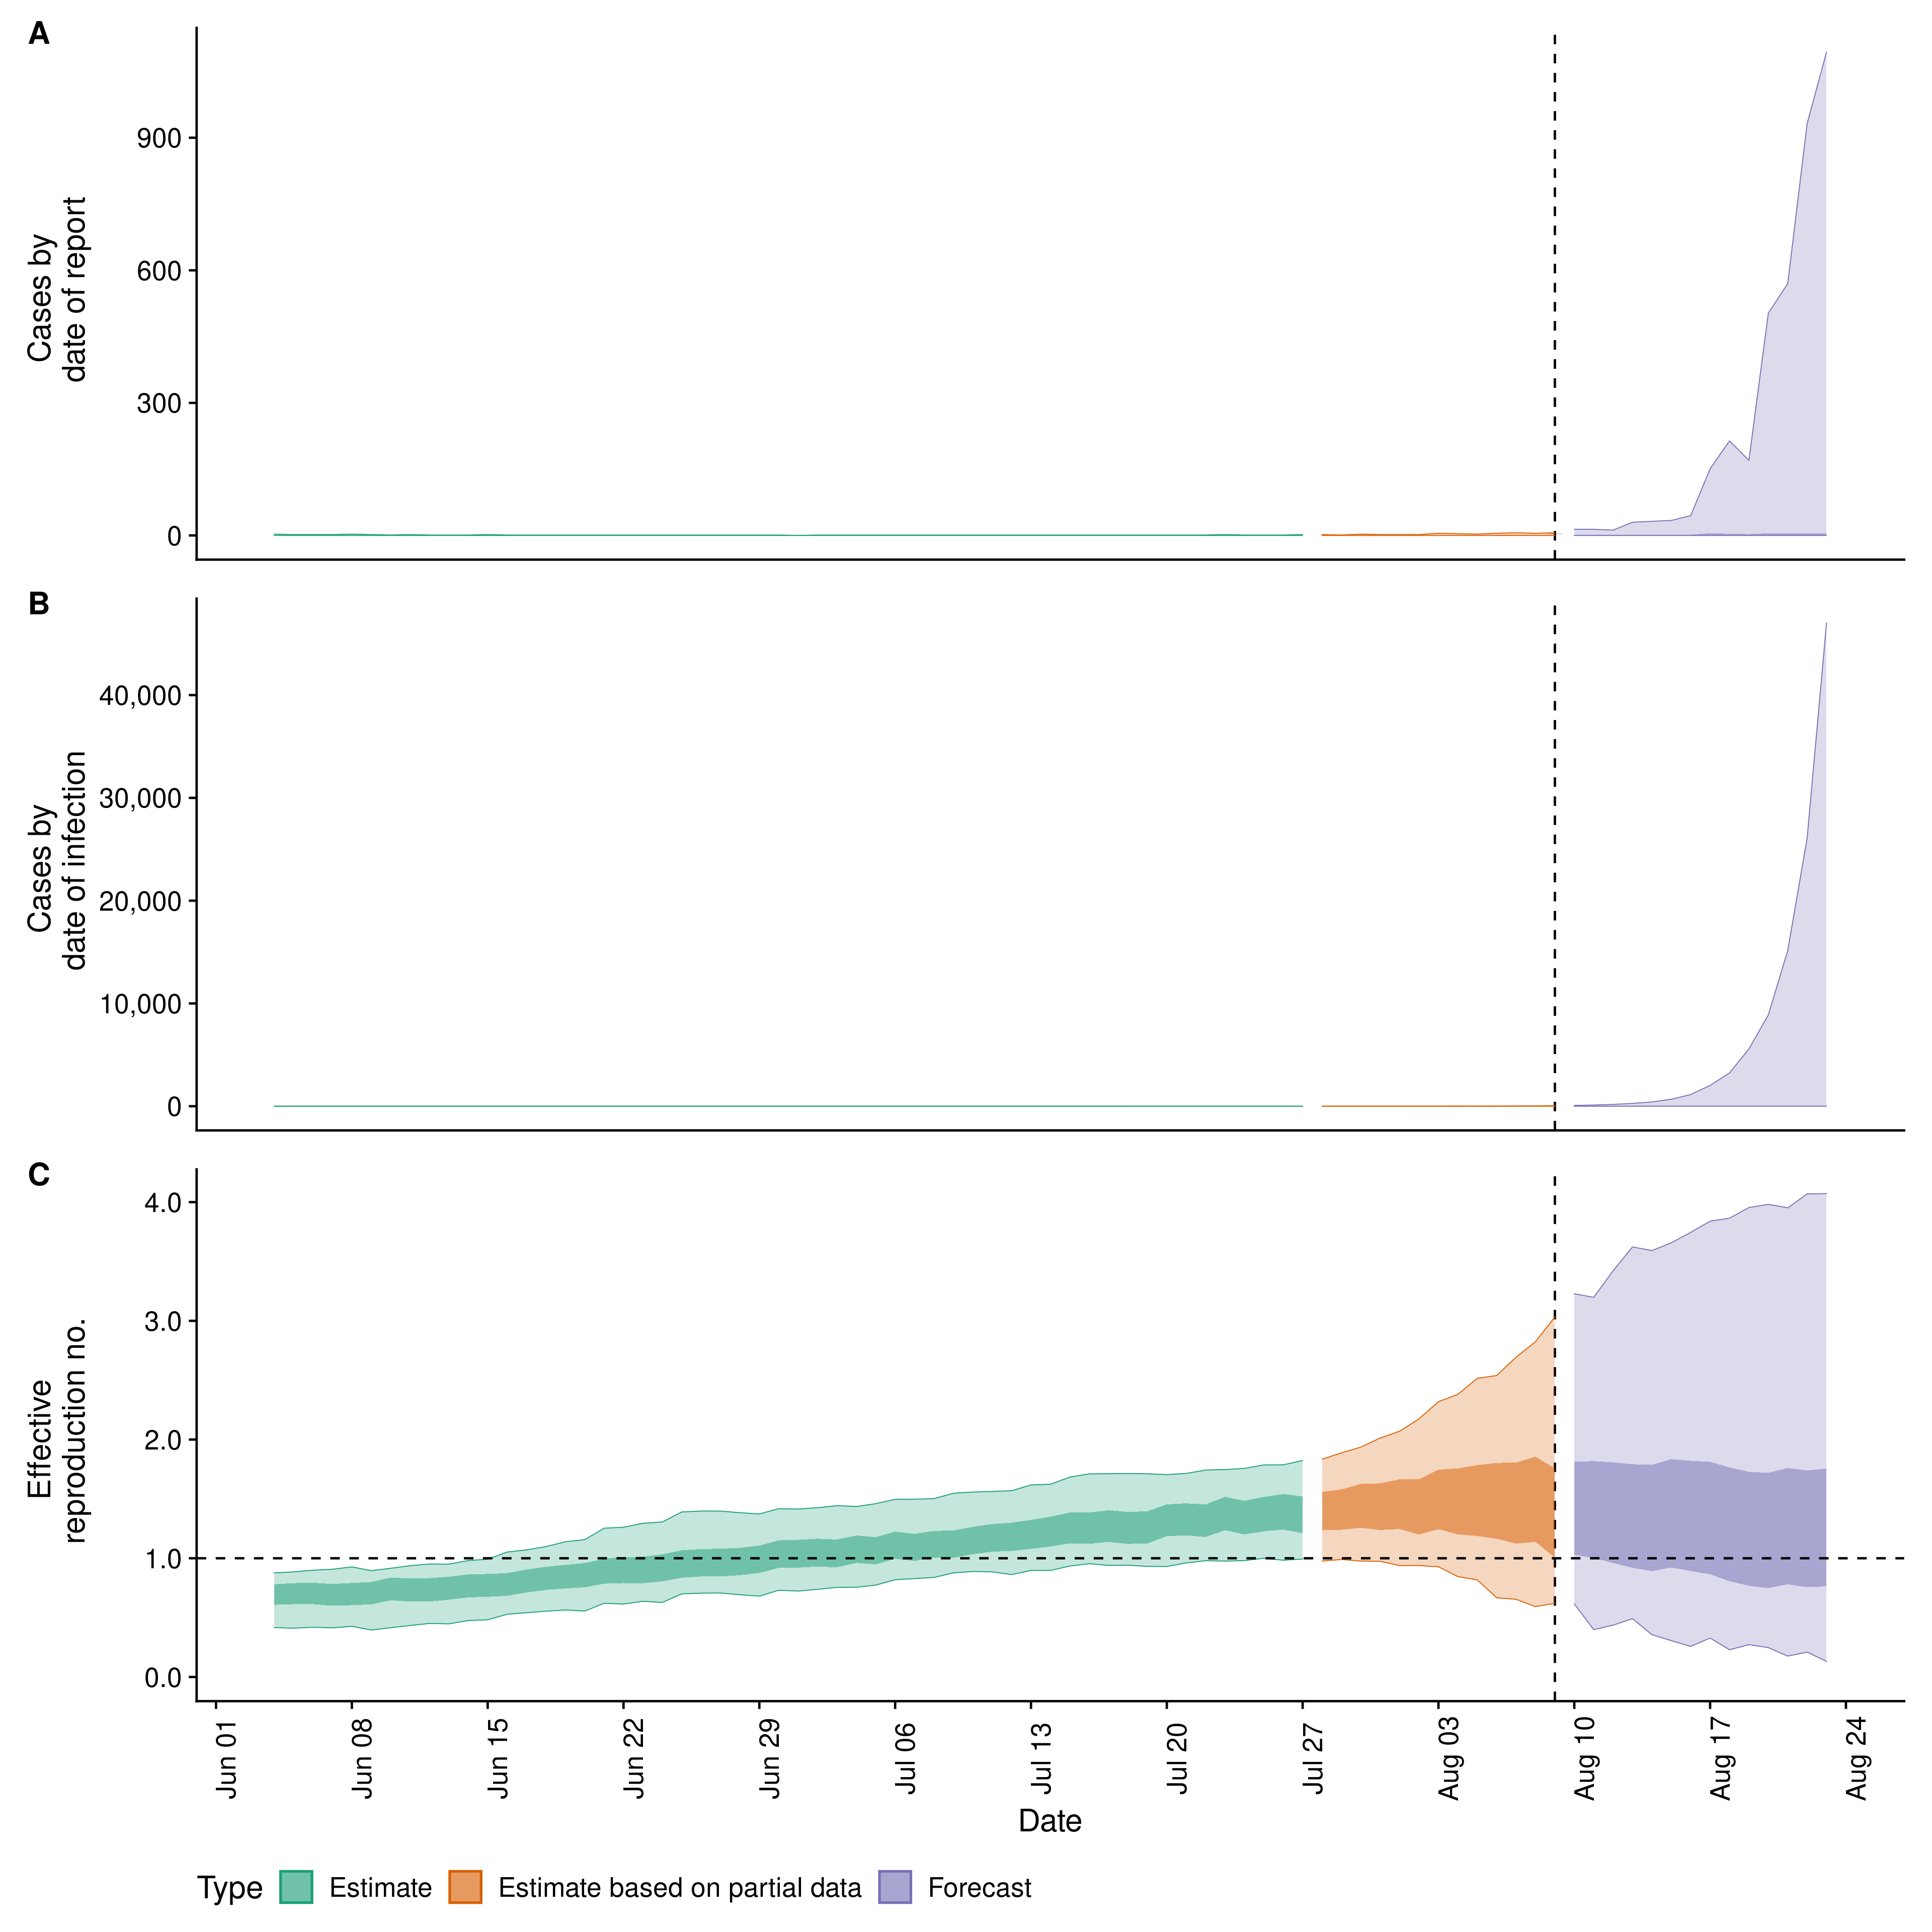 A
Cases by
date of report
900
600
300
0
B
Cases by
date of infection
40,000
30,000
20,000
10,000
0
C
Effective
reproduction no.
4.0
3.0
2.0
1.0
0.0
Jun 01
Jun 08
Jun 15
Jun 22
Jun 29
Jul 06
Jul 13
Jul 20
Jul 27
Aug 03
Aug 10
Aug 17
Aug 24
Date
Type Estimate Estimate based on partial data Forecast